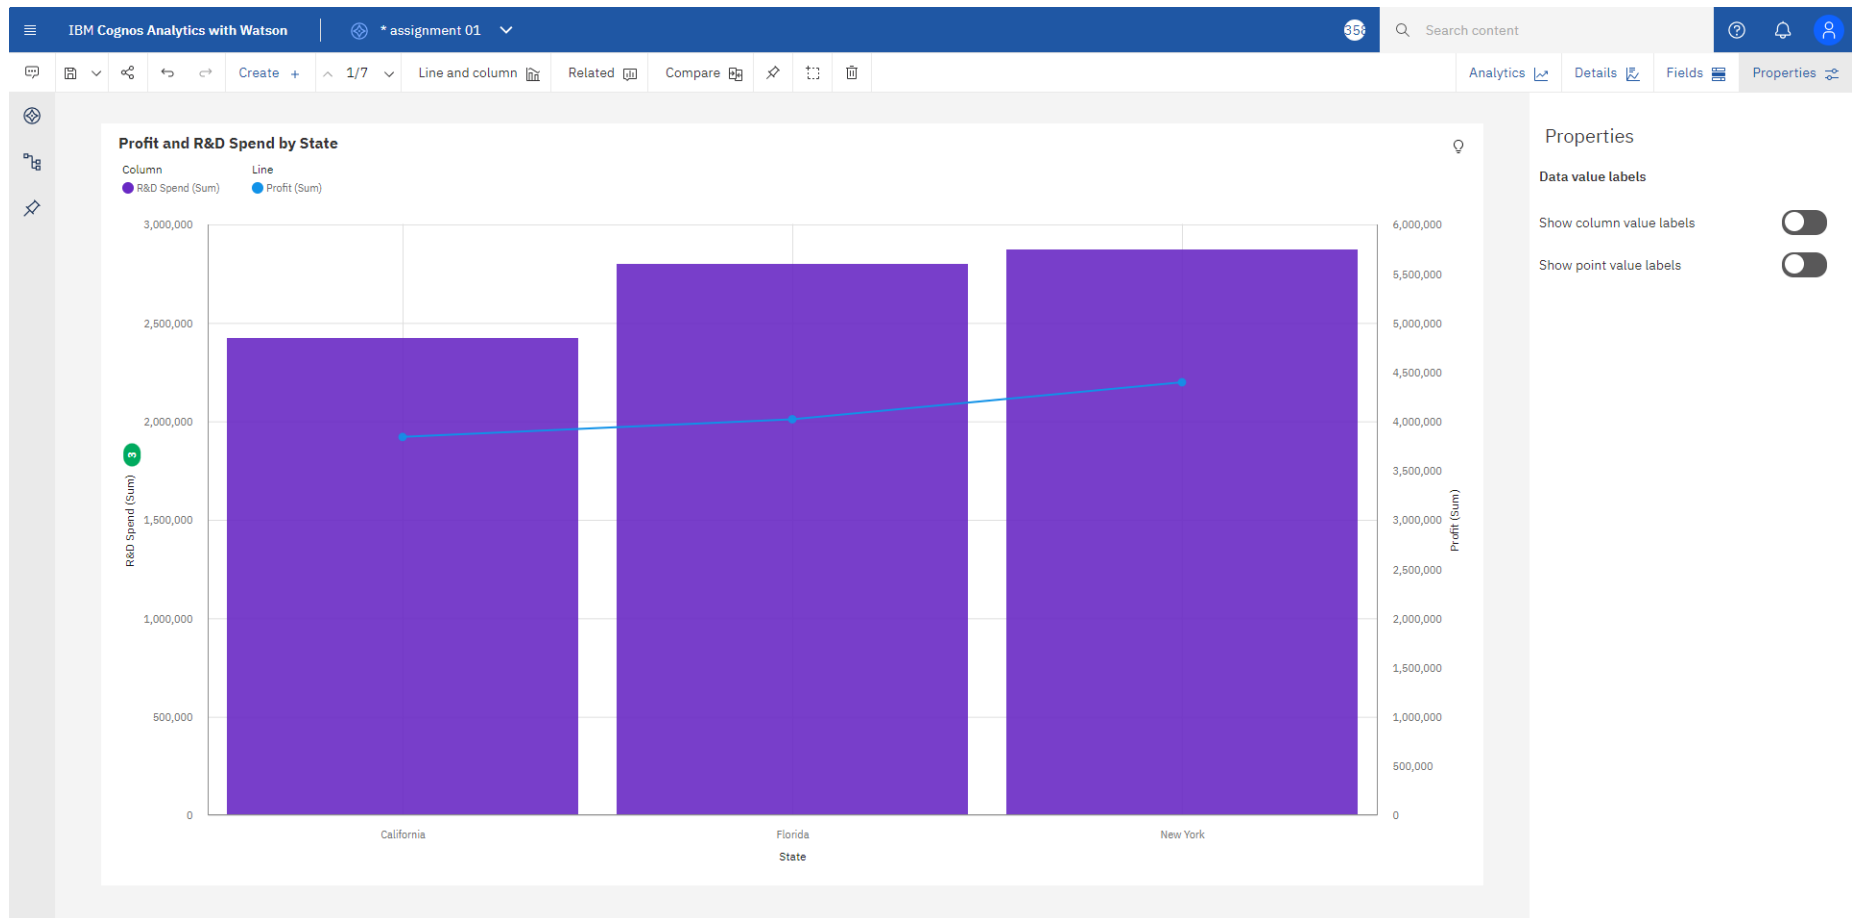 IBM Cognos Analytics with Watson
* assignment 01
358
Search content
Create +
1/7
Line and column
Related
Compare
Analytics
Details
Fields
Properties
Profit and R&D Spend by State
Column
Line
R&D Spend (Sum)
Profit (Sum)
3,000,000
2,500,000
2,000,000
1,500,000
1,000,000
500,000
0
3
R&D Spend (Sum)
6,000,000
5,500,000
5,000,000
4,500,000
4,000,000
3,500,000
3,000,000
2,500,000
2,000,000
1,500,000
1,000,000
500,000
0
Profit (Sum)
California
Florida
New York
State
Properties
Data value labels
Show column value labels
Show point value labels